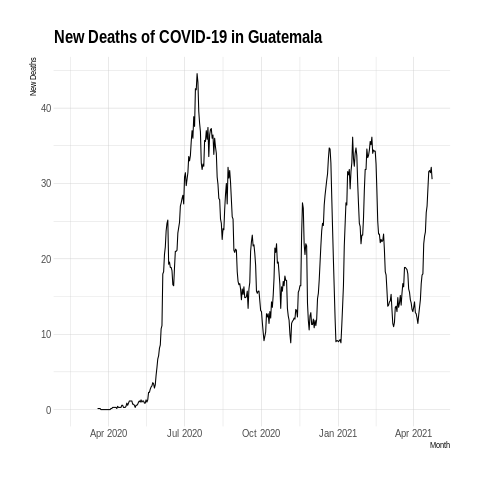 New Deaths of COVID-19 in Guatemala
New Deaths
40
30
20
10
0
Apr 2020 Jul 2020 Oct 2020 Jan 2021 Apr 2021
Month